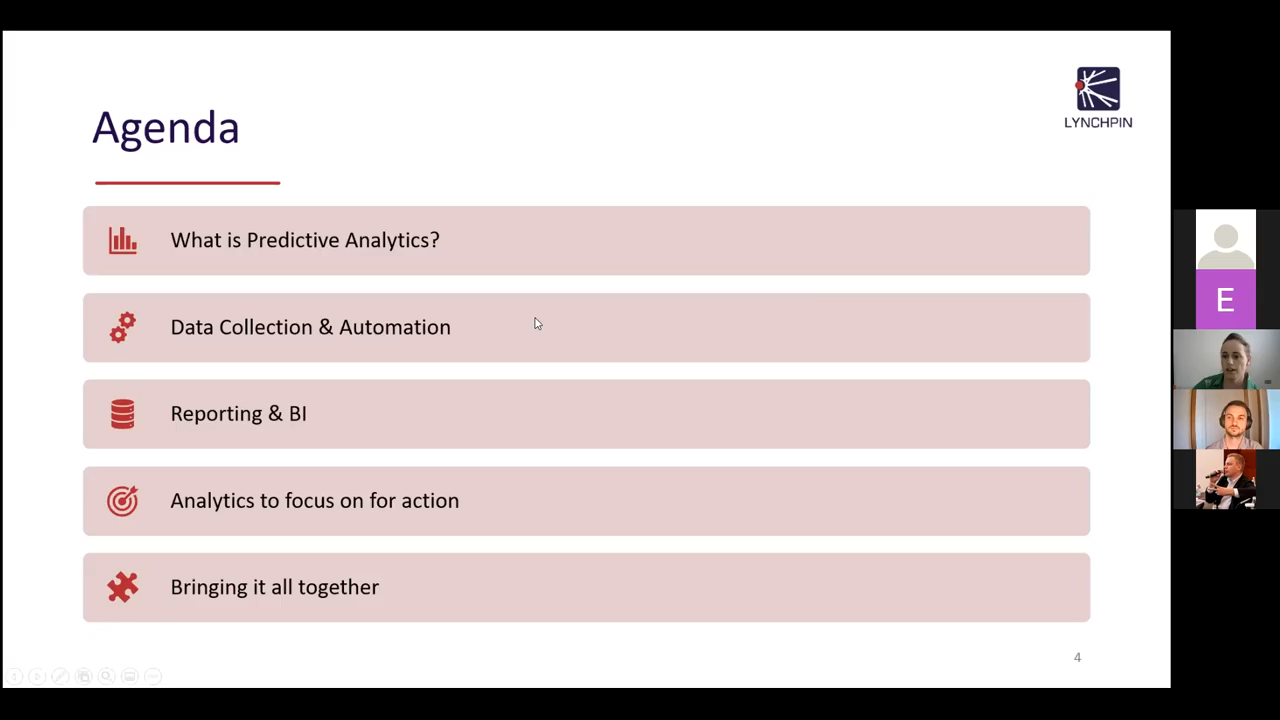 Agenda
LYNCHPIN
What is Predictive Analytics?
Data Collection & Automation
Reporting & BI
Analytics to focus on for action
Bringing it all together
4
E